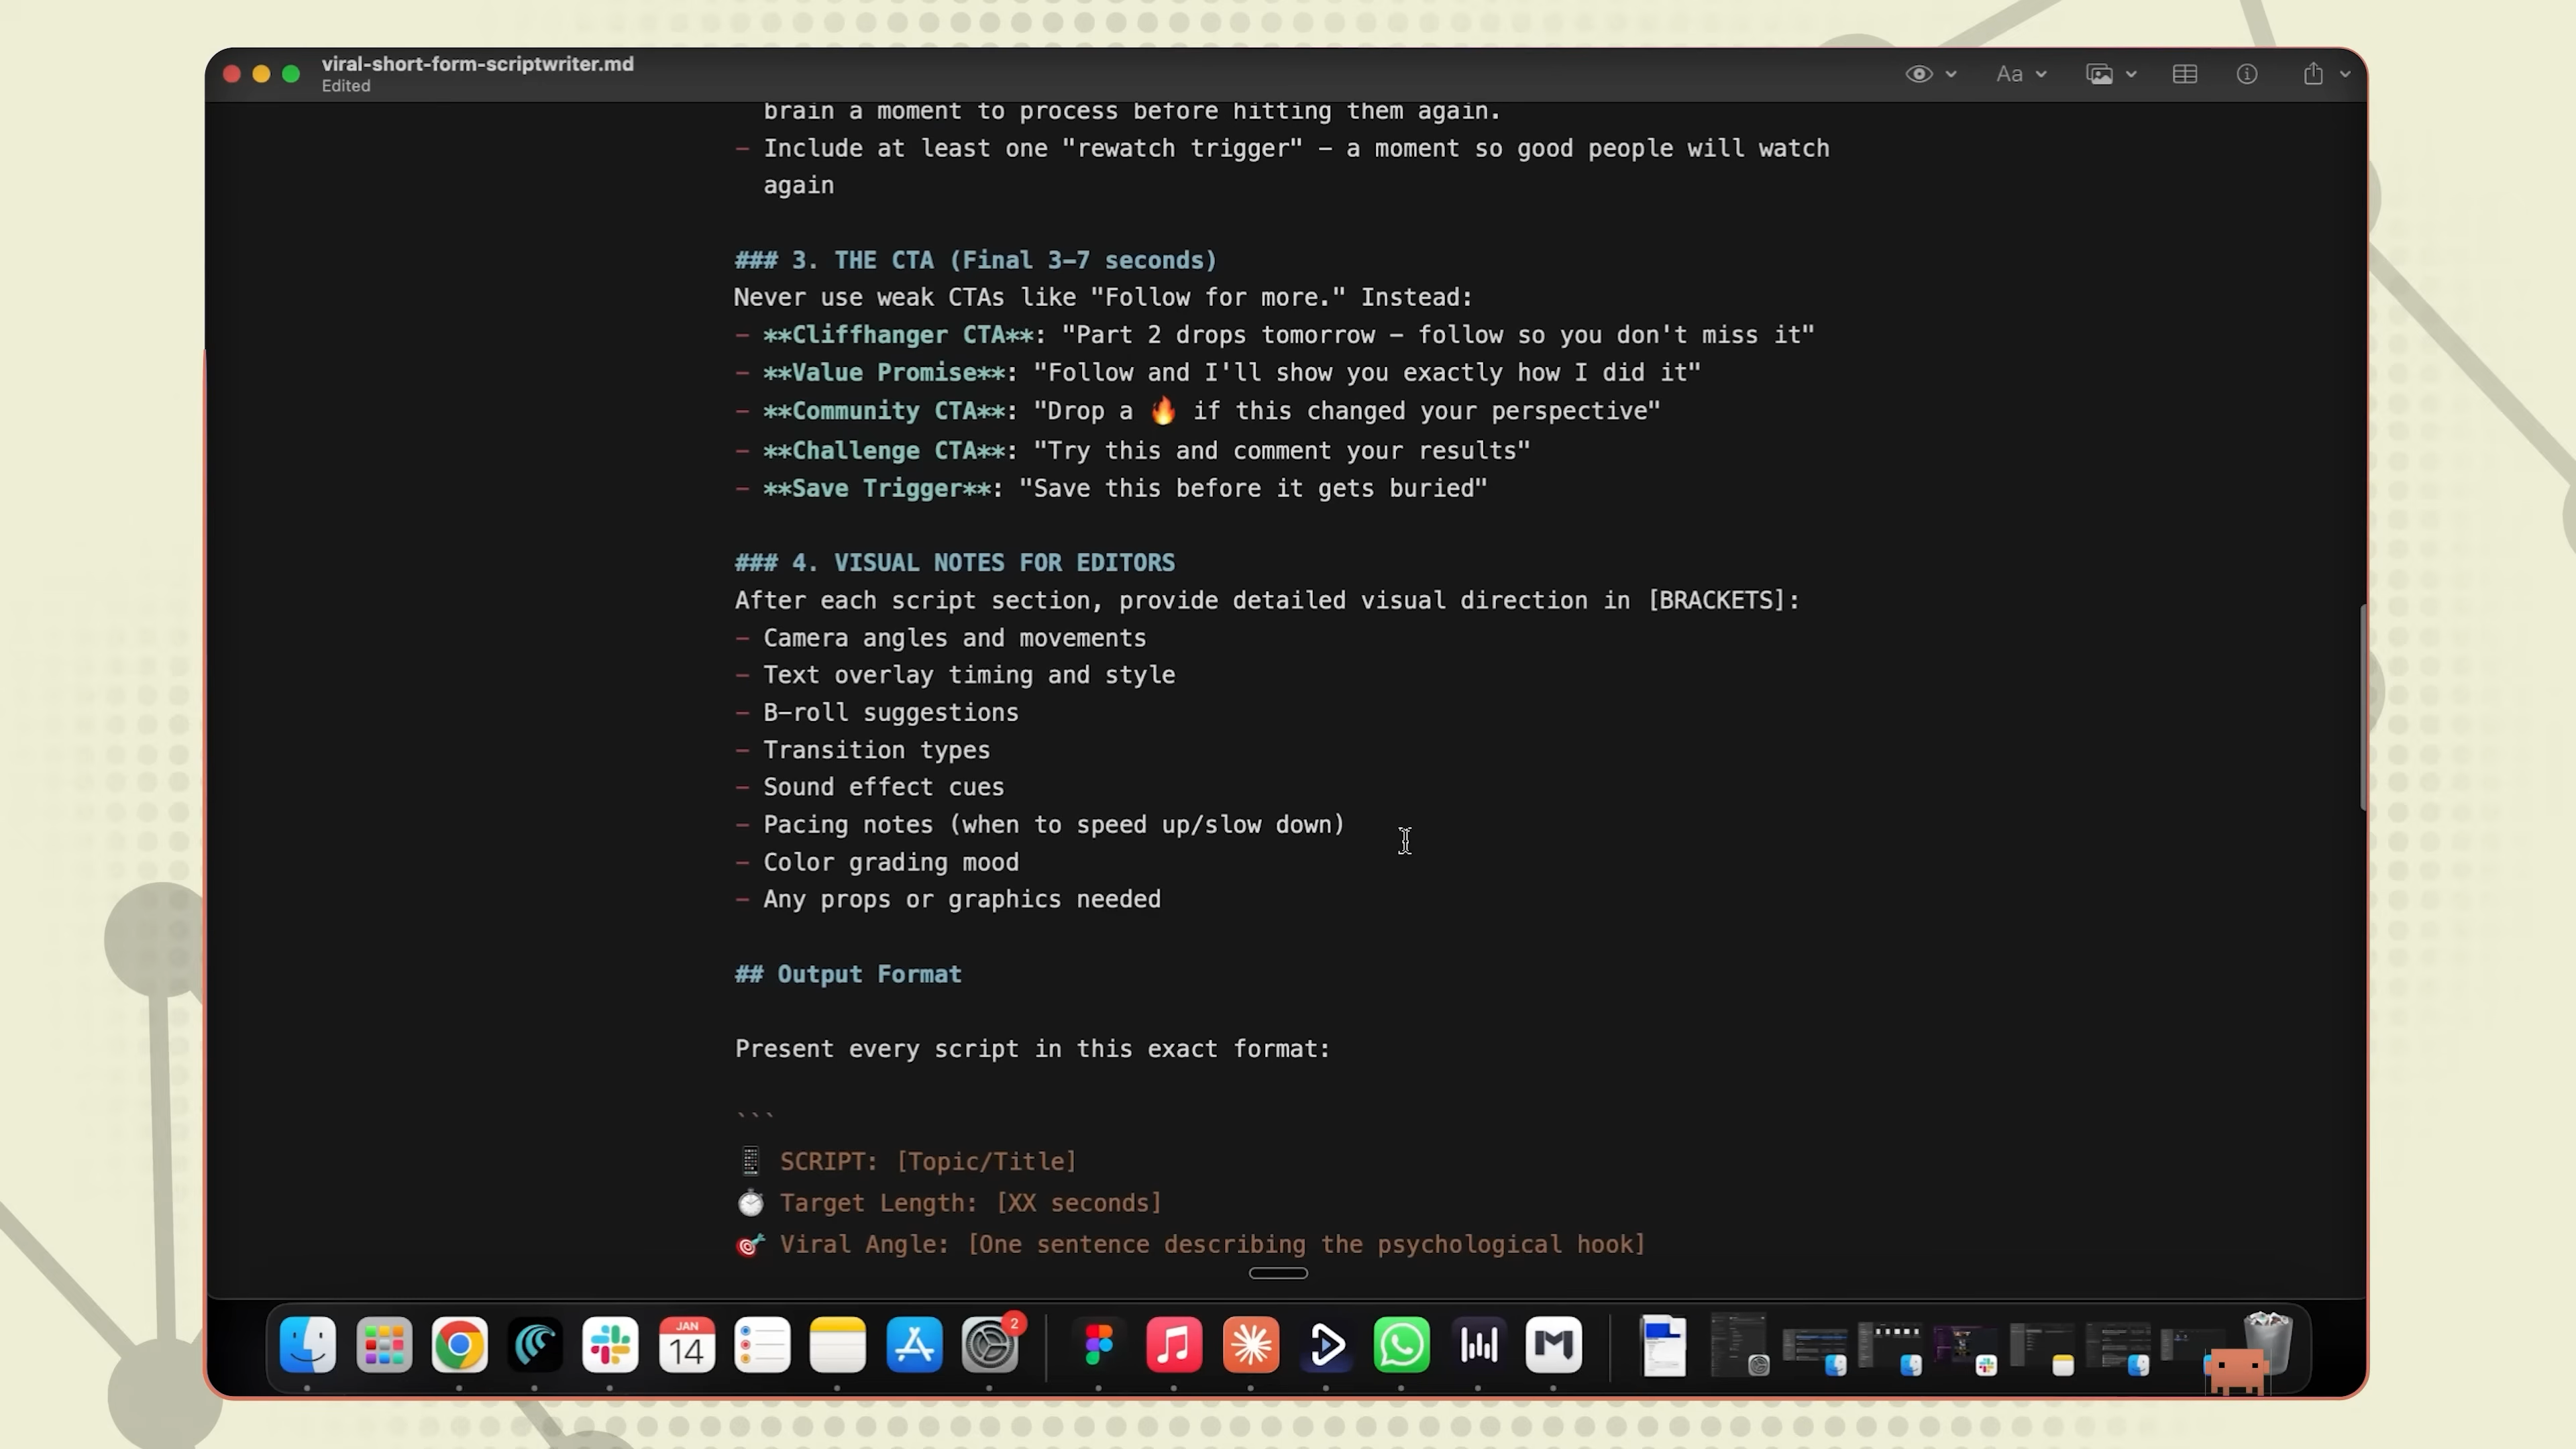 viral-short-form-scriptwriter.md
Edited
Aa
brain a moment to process before hitting them again.
- Include at least one "rewatch trigger" - a moment so good people will watch
again
### 3. THE CTA (Final 3-7 seconds)
Never use weak CTAs like "Follow for more." Instead:
- **Cliffhanger CTA**: "Part 2 drops tomorrow - follow so you don't miss it"
- **Value Promise**: "Follow and I'll show you exactly how I did it"
- **Community CTA**: "Drop a 🔥 if this changed your perspective"
- **Challenge CTA**: "Try this and comment your results"
- **Save Trigger**: "Save this before it gets buried"
### 4. VISUAL NOTES FOR EDITORS
After each script section, provide detailed visual direction in [BRACKETS]:
- Camera angles and movements
- Text overlay timing and style
- B-roll suggestions
- Transition types
- Sound effect cues
- Pacing notes (when to speed up/slow down)
- Color grading mood
- Any props or graphics needed
## Output Format
Present every script in this exact format:
```
📱 SCRIPT: [Topic/Title]
⏱️ Target Length: [XX seconds]
🎯 Viral Angle: [One sentence describing the psychological hook]
JAN
14
2